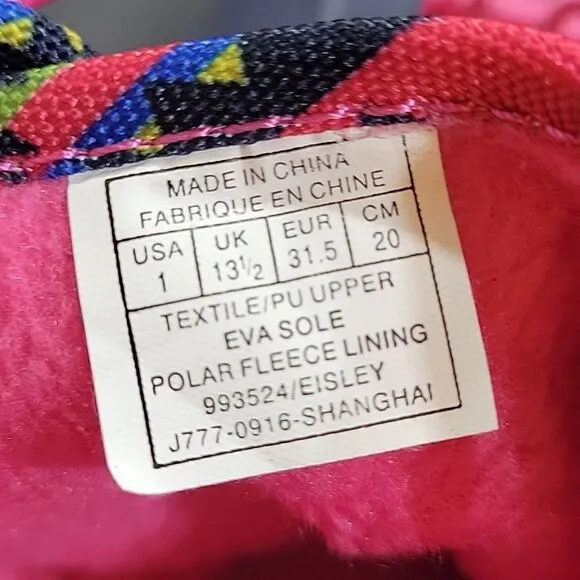 MADE IN CHINA
FABRIQUE EN CHINE
USA UK EUR CM
1 13½ 31.5 20
TEXTILE/PU UPPER
EVA SOLE
POLAR FLEECE LINING
993524/EISLEY
J777-0916-SHANGHAI